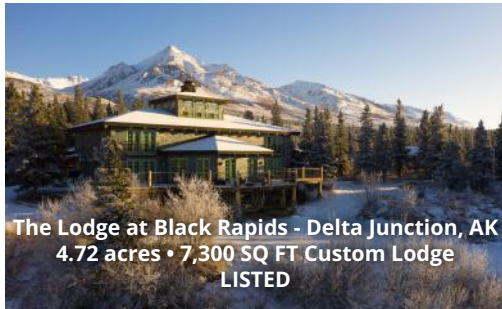 The Lodge at Black Rapids - Delta Junction, AK
4.72 acres • 7,300 SQ FT Custom Lodge
LISTED